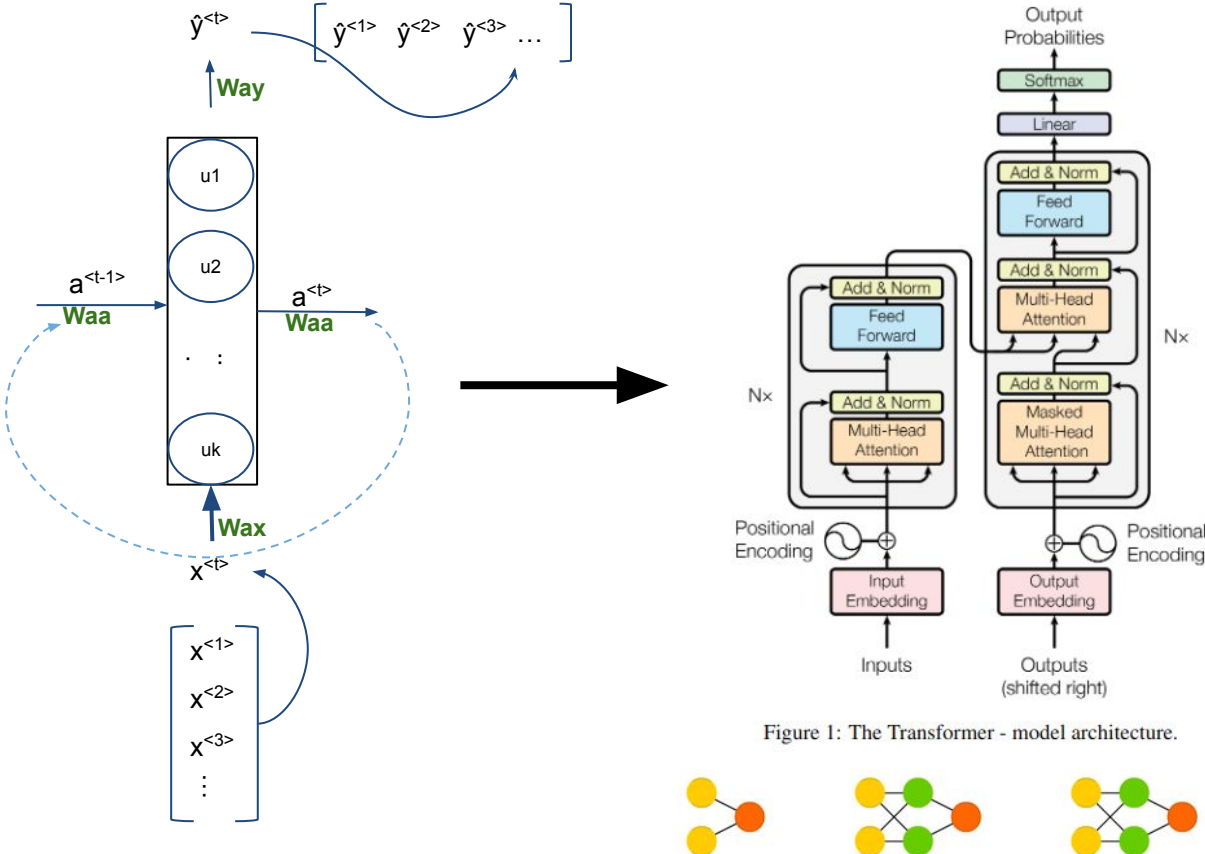 ŷ<t>
ŷ<1> ŷ<2> ŷ<3> ...
Way
u1
u2
a<t-1>
Waa
a<t>
Waa
. :
uk
Wax
x<t>
x<1>
x<2>
x<3>
⋮
Output
Probabilities
Softmax
Linear
Add & Norm
Feed
Forward
Add & Norm
Multi-Head
Attention
Add & Norm
Masked
Multi-Head
Attention
Nx
Add & Norm
Feed
Forward
Nx
Add & Norm
Multi-Head
Attention
Positional
Encoding
Positional
Encoding
Input
Embedding
Output
Embedding
Inputs
Outputs
(shifted right)
Figure 1: The Transformer - model architecture.